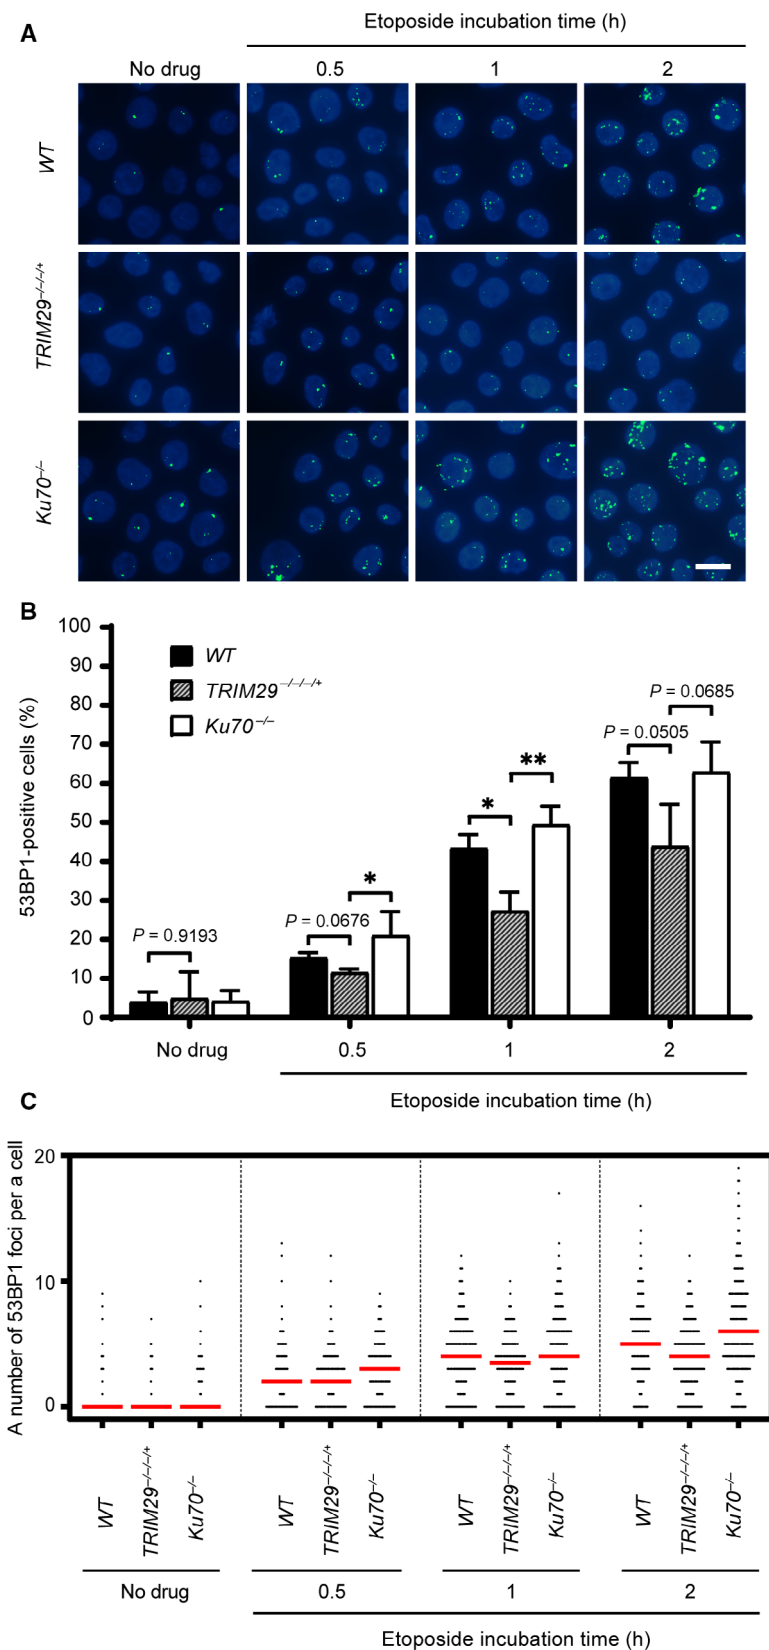 A
Etoposide incubation time (h)
No drug
0.5
1
2
WT
TRIM29–/–/–/+
Ku70–/–
B
53BP1-positive cells (%)
100
90
80
70
60
50
40
30
20
10
0
WT
TRIM29–/–/–/+
Ku70–/–
P = 0.9193
P = 0.0676
*
*
**
P = 0.0505
P = 0.0685
No drug
0.5
1
2
Etoposide incubation time (h)
C
A number of 53BP1 foci per a cell
20
10
0
WT
TRIM29–/–/–/+
Ku70–/–
WT
TRIM29–/–/–/+
Ku70–/–
WT
TRIM29–/–/–/+
Ku70–/–
WT
TRIM29–/–/–/+
Ku70–/–
No drug
0.5
1
2
Etoposide incubation time (h)